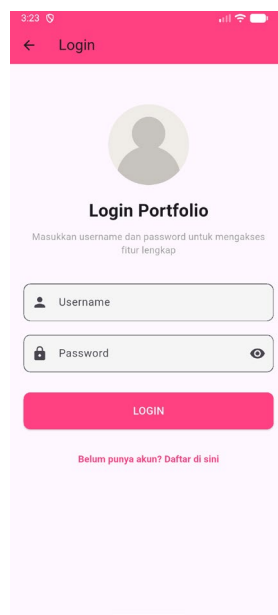 3:23
Login
Login Portfolio
Masukkan username dan password untuk mengakses
fitur lengkap
Username
Password
LOGIN
Belum punya akun? Daftar di sini